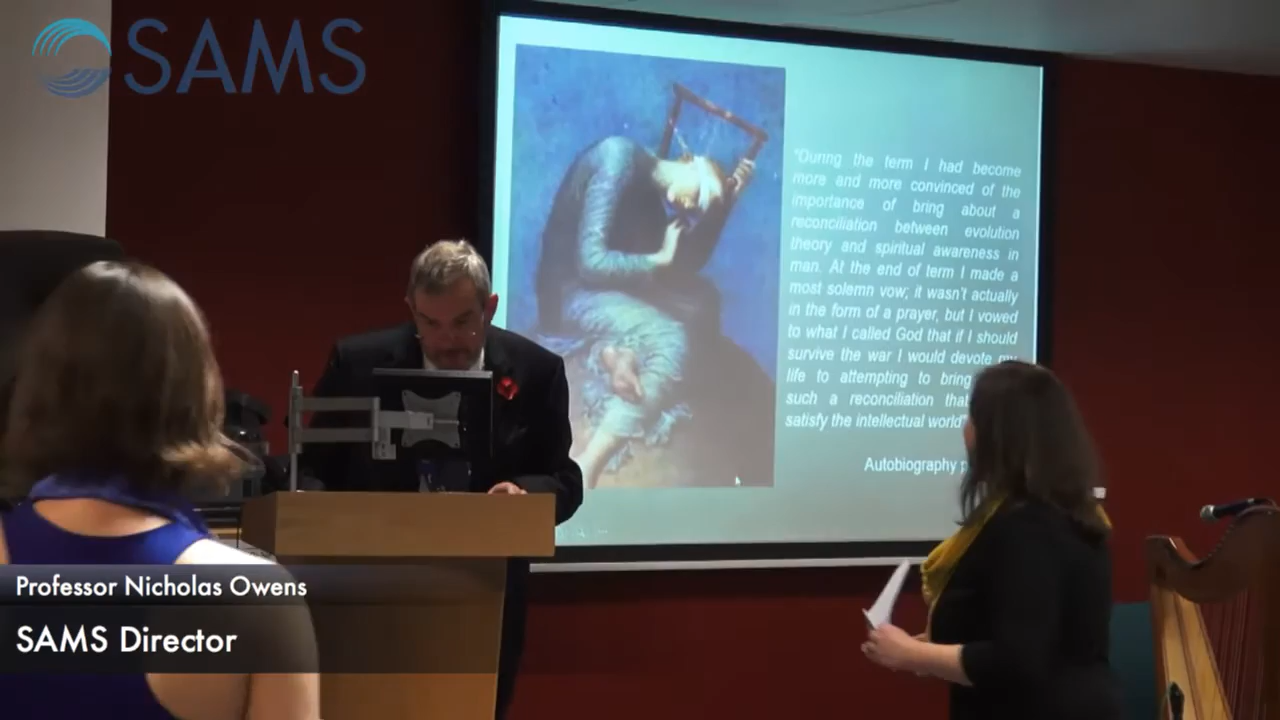 SAMS
"During the term I had become
more and more convinced of the
importance of bring about a
reconciliation between evolution
theory and spiritual awareness in
man. At the end of term I made a
most solemn vow; it wasn't actually
in the form of a prayer, but I vowed
to what I called God that if I should
survive the war I would devote my
life to attempting to bring
such a reconciliation that
satisfy the intellectual world"
Autobiography
Professor Nicholas Owens
SAMS Director